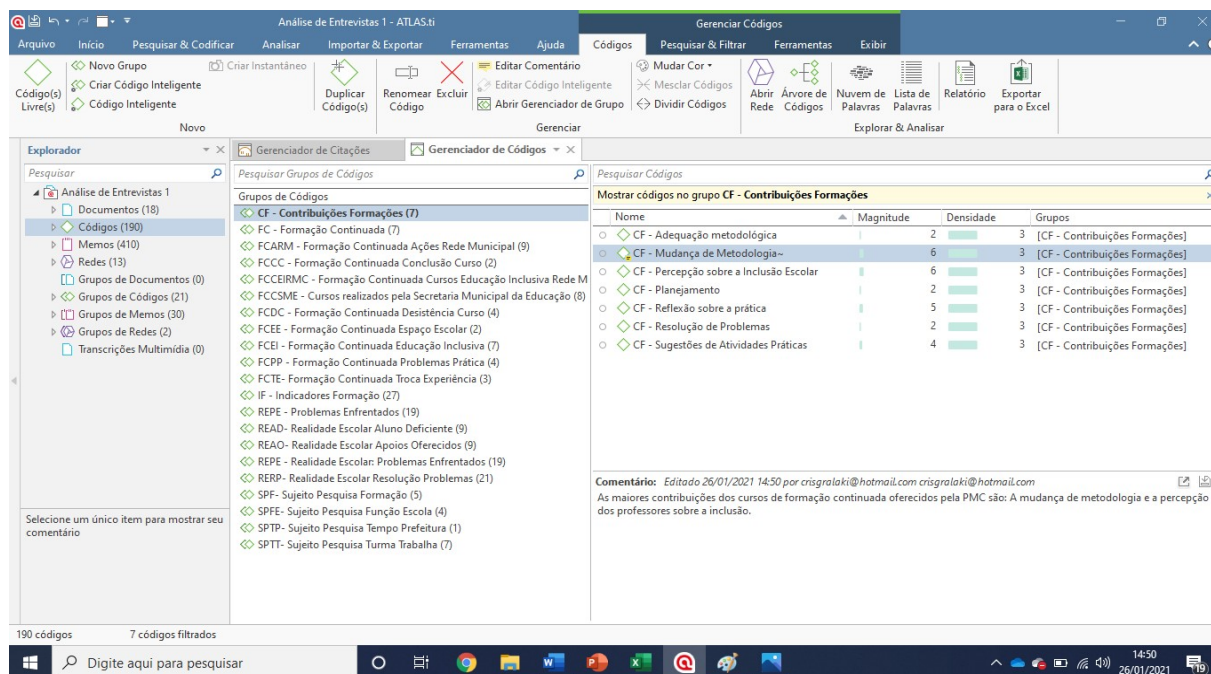 Análise de Entrevistas 1 - ATLAS.ti
Gerenciar Códigos
Arquivo Início Pesquisar & Codificar Analisar Importar & Exportar Ferramentas Ajuda Códigos Pesquisar & Filtrar Ferramentas Exibir
Código(s) Livre(s)
Novo Grupo
Criar Código Inteligente
Código Inteligente
Criar Instantâneo
Novo
Duplicar Código(s)
Renomear Código
Excluir
Editar Comentário
Editar Código Inteligente
Abrir Gerenciador de Grupo
Mudar Cor
Mesclar Códigos
Dividir Códigos
Gerenciar
Abrir Rede
Árvore de Códigos
Nuvem de Palavras
Lista de Palavras
Relatório
Exportar para o Excel
Explorar & Analisar
Explorador
Pesquisar
Análise de Entrevistas 1
Documentos (18)
Códigos (190)
Memos (410)
Redes (13)
Grupos de Documentos (0)
Grupos de Códigos (21)
Grupos de Memos (30)
Grupos de Redes (2)
Transcrições Multimídia (0)
Selecione um único item para mostrar seu
comentário
Gerenciador de Citações
Gerenciador de Códigos
Pesquisar Grupos de Códigos
Grupos de Códigos
CF - Contribuições Formações (7)
FC - Formação Continuada (7)
FCARM - Formação Continuada Ações Rede Municipal (9)
FCCC - Formação Continuada Conclusão Curso (2)
FCCEIRMC - Formação Continuada Cursos Educação Inclusiva Rede M
FCCSME - Cursos realizados pela Secretaria Municipal da Educação (8)
FCDC - Formação Continuada Desistência Curso (4)
FCEE - Formação Continuada Espaço Escolar (2)
FCEI - Formação Continuada Educação Inclusiva (7)
FCPP - Formação Continuada Problemas Prática (4)
FCTE- Formação Continuada Troca Experiência (3)
IF - Indicadores Formação (27)
REPE - Problemas Enfrentados (19)
READ- Realidade Escolar Aluno Deficiente (9)
REAO- Realidade Escolar Apoios Oferecidos (9)
REPE - Realidade Escolar: Problemas Enfrentados (19)
RERP- Realidade Escolar Resolução Problemas (21)
SPF- Sujeito Pesquisa Formação (5)
SPFE- Sujeito Pesquisa Função Escola (4)
SPTP- Sujeito Pesquisa Tempo Prefeitura (1)
SPTT- Sujeito Pesquisa Turma Trabalha (7)
Pesquisar Códigos
Mostrar códigos no grupo CF - Contribuições Formações
Nome Magnitude Densidade Grupos
CF - Adequação metodológica 2 3 [CF - Contribuições Formações]
CF - Mudança de Metodologia~ 6 3 [CF - Contribuições Formações]
CF - Percepção sobre a Inclusão Escolar 6 3 [CF - Contribuições Formações]
CF - Planejamento 2 3 [CF - Contribuições Formações]
CF - Reflexão sobre a prática 5 3 [CF - Contribuições Formações]
CF - Resolução de Problemas 2 3 [CF - Contribuições Formações]
CF - Sugestões de Atividades Práticas 4 3 [CF - Contribuições Formações]
Comentário: Editado 26/01/2021 14:50 por crisgralaki@hotmail.com crisgralaki@hotmail.com
As maiores contribuições dos cursos de formação continuada oferecidos pela PMC são: A mudança de metodologia e a percepção
dos professores sobre a inclusão.
190 códigos 7 códigos filtrados
Digite aqui para pesquisar
14:50
26/01/2021
19